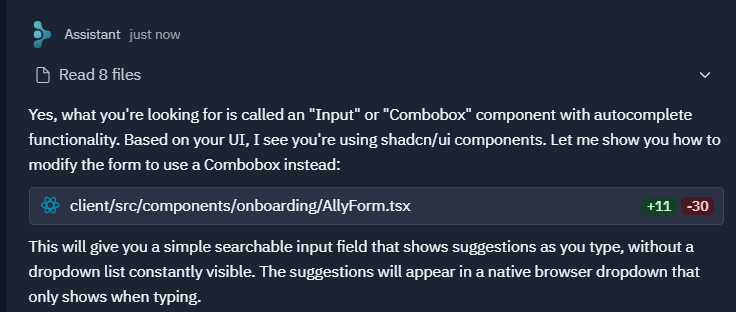 Assistant just now
Read 8 files
Yes, what you're looking for is called an "Input" or "Combobox" component with autocomplete
functionality. Based on your UI, I see you're using shadcn/ui components. Let me show you how to
modify the form to use a Combobox instead:
client/src/components/onboarding/AllyForm.tsx +11 -30
This will give you a simple searchable input field that shows suggestions as you type, without a
dropdown list constantly visible. The suggestions will appear in a native browser dropdown that
only shows when typing.